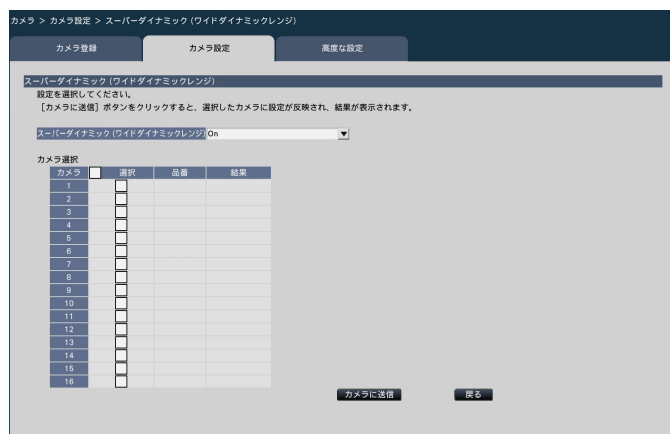 カメラ > カメラ設定 > スーパーダイナミック (ワイドダイナミックレンジ)
カメラ登録 カメラ設定 高度な設定
スーパーダイナミック (ワイドダイナミックレンジ)
設定を選択してください。
［カメラに送信］ボタンをクリックすると、選択したカメラに設定が反映され、結果が表示されます。
スーパーダイナミック (ワイドダイナミックレンジ) On
カメラ選択
カメラ 選択 品番 結果
1
2
3
4
5
6
7
8
9
10
11
12
13
14
15
16
カメラに送信 戻る